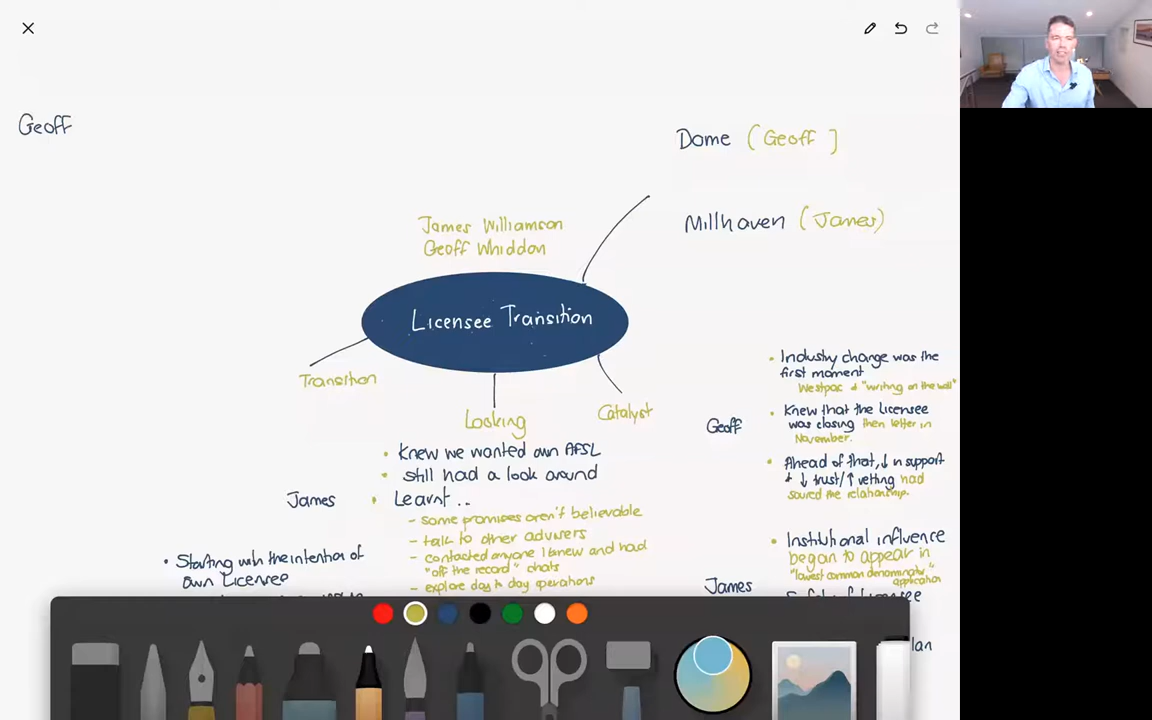 Geoff
Dome (Geoff ]
James Williamson
Geoff Whiddon
Millhaven (James)
Licensee Transition
Transition
Looking
Catalyst
• Knew we wanted own AFSL
• Still had a look around
James
• Learnt ..
- some promises aren't believable
- talk to other advisers
- contacted anyone I knew and had
"off the record" chats
- explore day to day operations
• Starting with the intention of
own Licensee
Geoff
• Industry change was the
first moment
Westpac + "writing on the wall"
• Knew that the Licensee
was closing then letter in
November.
• Ahead of that, ↓ in support
+ ↓ trust/↑ vetting had
soured the relationship.
James
• Institutional influence
began to appear in
"lowest common denominator"
application
Licensee
lan